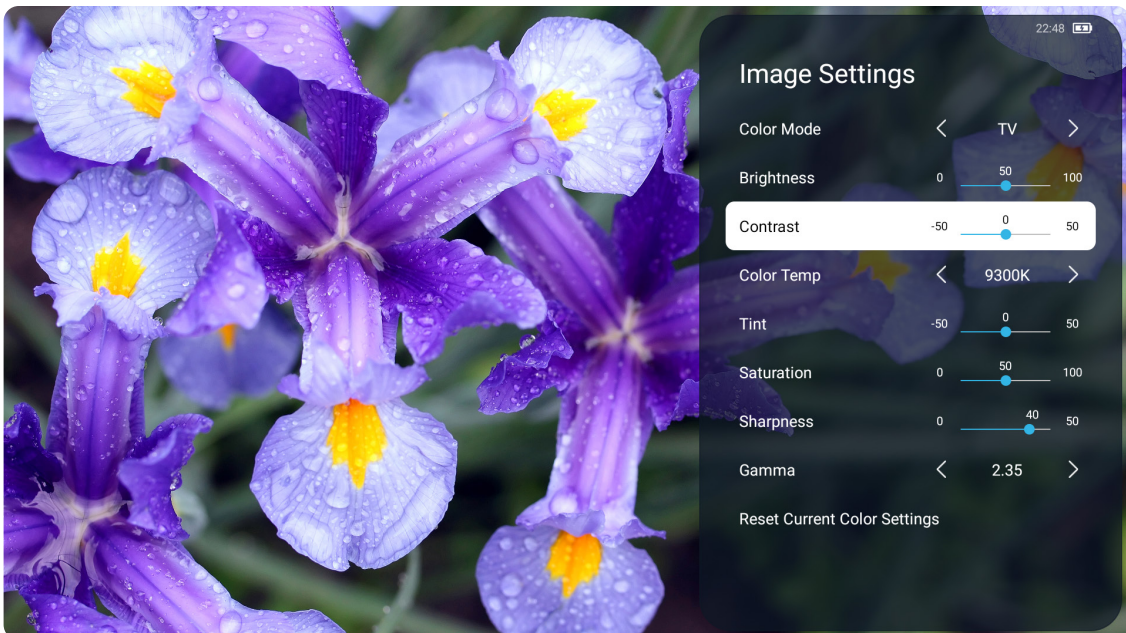 22:48
Image Settings
Color Mode TV
Brightness 0 50 100
Contrast -50 0 50
Color Temp 9300K
Tint -50 0 50
Saturation 0 50 100
Sharpness 0 40 50
Gamma 2.35
Reset Current Color Settings